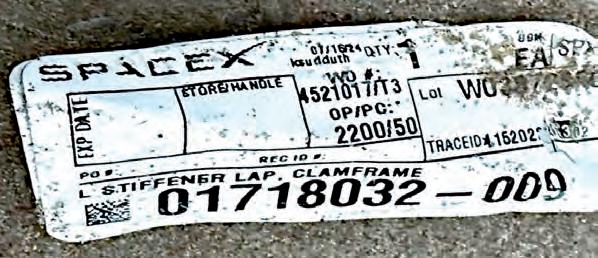 SPACEX
07/16/24 QTY: 1
ksudduth
UOM
EA
EXP DATE
STORE/HANDLE
WO #:
4521017/T3
OP/PC:
2200/50
Lot
TRACEID:
PO #:
REC ID #:
STIFFENER LAP, CLAMFRAME
01718032-009